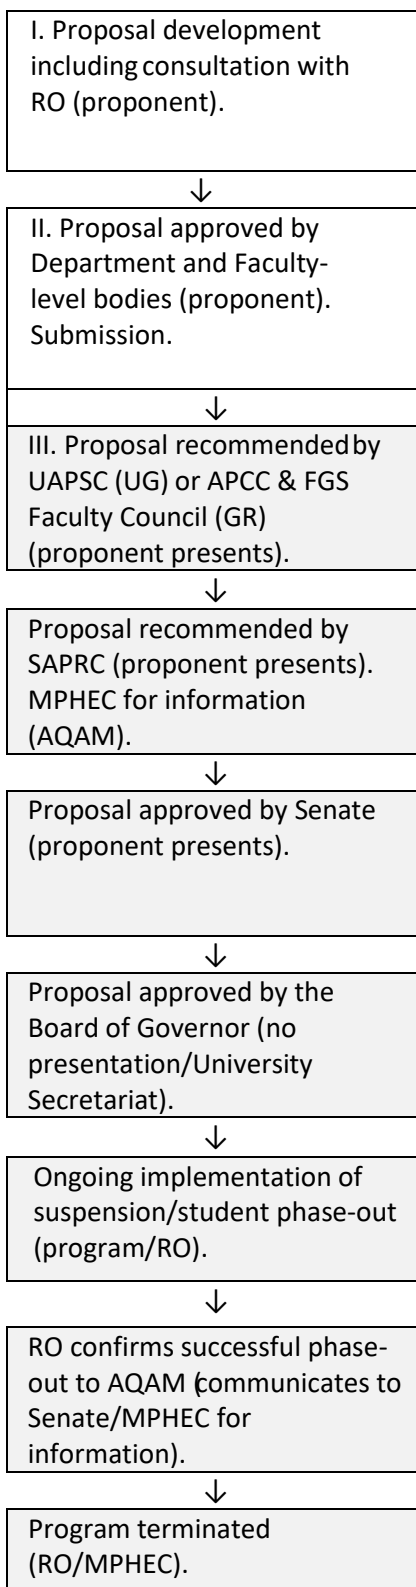 I. Proposal development
including consultation with
RO (proponent).
↓
II. Proposal approved by
Department and Faculty-
level bodies (proponent).
Submission.
↓
III. Proposal recommended by
UAPSC (UG) or APCC & FGS
Faculty Council (GR)
(proponent presents).
↓
Proposal recommended by
SAPRC (proponent presents).
MPHEC for information
(AQAM).
↓
Proposal approved by Senate
(proponent presents).
↓
Proposal approved by the
Board of Governor (no
presentation/University
Secretariat).
↓
Ongoing implementation of
suspension/student phase-out
(program/RO).
↓
RO confirms successful phase-
out to AQAM (communicates to
Senate/MPHEC for
information).
↓
Program terminated
(RO/MPHEC).